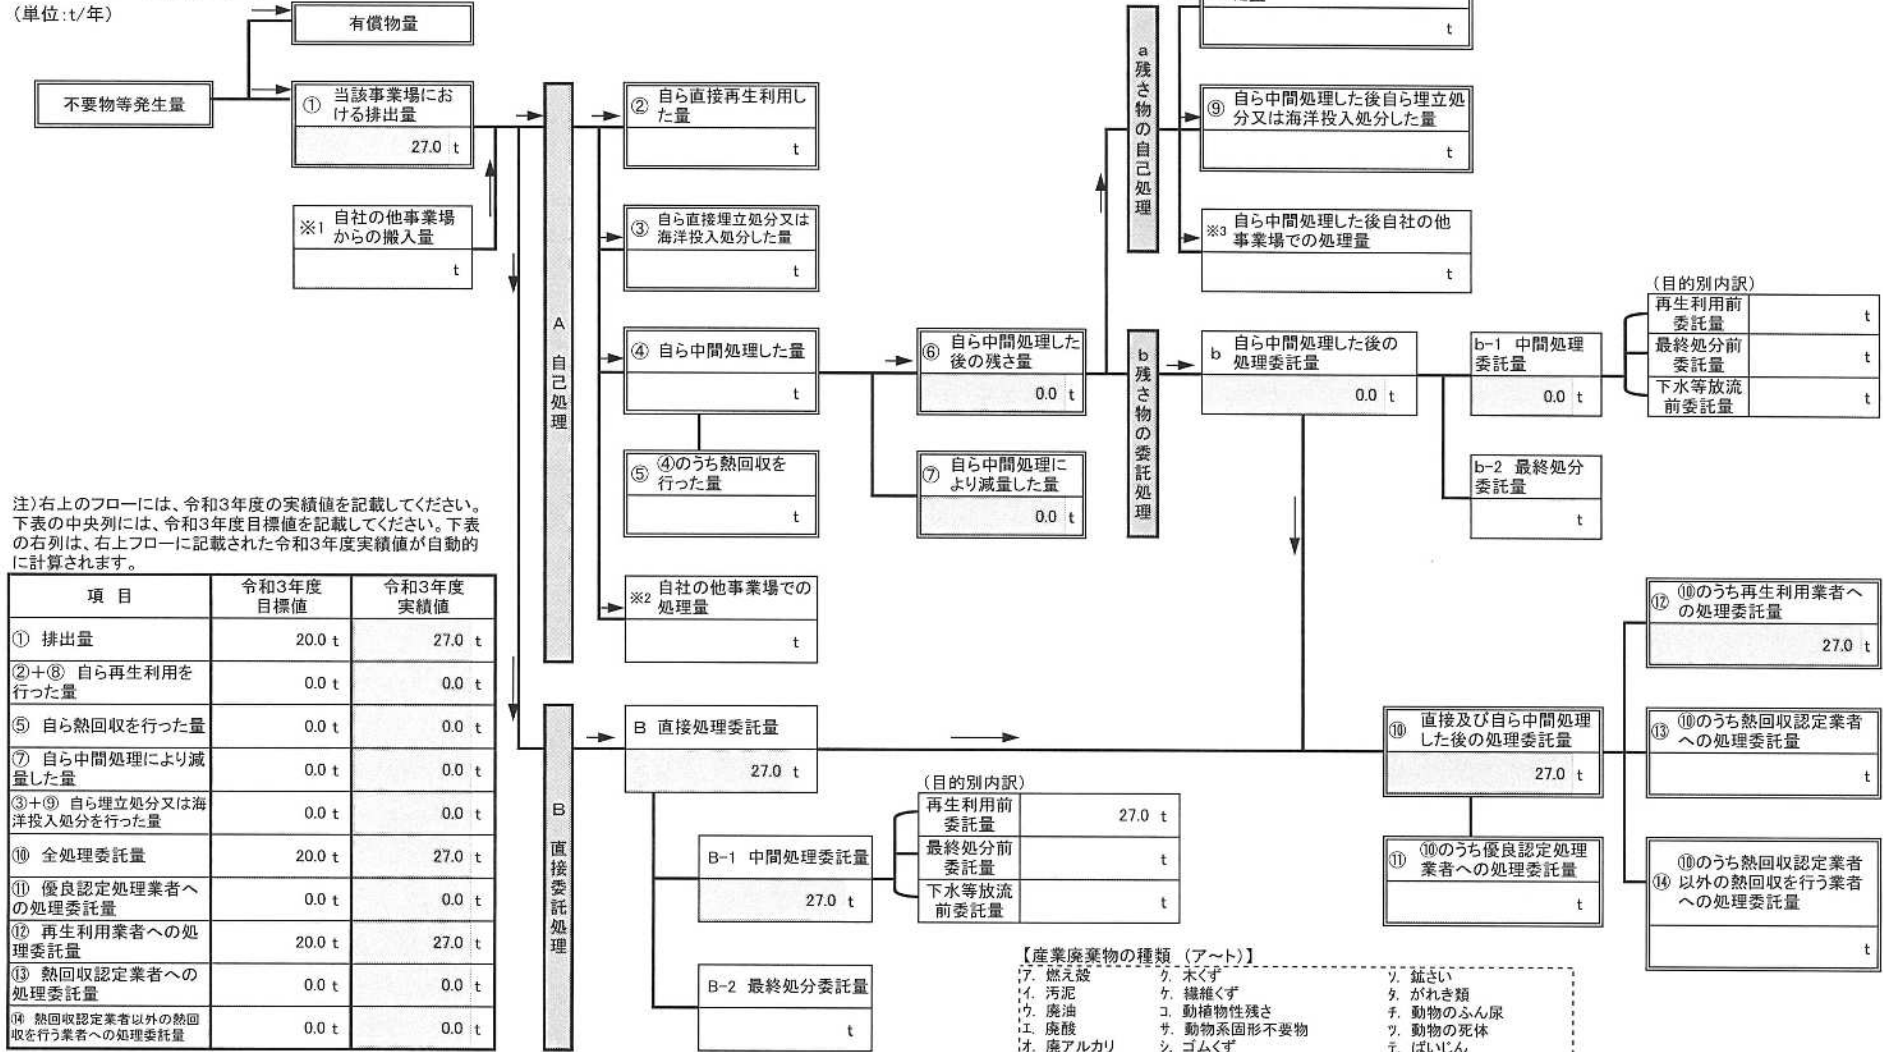 (単位:t/年)
有償物量
不要物等発生量
① 当該事業場にお
ける排出量
27.0 t
※1 自社の他事業場
からの搬入量
t
A 自己処理
② 自ら直接再生利用し
た量
t
③ 自ら直接埋立処分又は
海洋投入処分した量
t
④ 自ら中間処理した量
t
⑤ ④のうち熱回収を
行った量
t
※2 自社の他事業場での
処理量
t
⑥ 自ら中間処理した
後の残さ量
0.0 t
⑦ 自ら中間処理に
より減量した量
0.0 t
a 残さ物の自己処理
t
⑨ 自ら中間処理した後自ら埋立処
分又は海洋投入処分した量
t
※3 自ら中間処理した後自社の他
事業場での処理量
t
b 残さ物の委託処理
b 自ら中間処理した後の
処理委託量
0.0 t
b-1 中間処理
委託量
0.0 t
(目的別内訳)
再生利用前
委託量 t
最終処分前
委託量 t
下水等放流
前委託量 t
b-2 最終処分
委託量
t
注)右上のフローには、令和3年度の実績値を記載してください。
下表の中央列には、令和3年度目標値を記載してください。下表
の右列は、右上フローに記載された令和3年度実績値が自動的
に計算されます。
項 目 令和3年度 目標値 令和3年度 実績値
① 排出量 20.0 t 27.0 t
②+⑧ 自ら再生利用を
行った量 0.0 t 0.0 t
⑤ 自ら熱回収を行った量 0.0 t 0.0 t
⑦ 自ら中間処理により減
量した量 0.0 t 0.0 t
③+⑨ 自ら埋立処分又は海
洋投入処分を行った量 0.0 t 0.0 t
⑩ 全処理委託量 20.0 t 27.0 t
⑪ 優良認定処理業者へ
の処理委託量 0.0 t 0.0 t
⑫ 再生利用業者への処
理委託量 20.0 t 27.0 t
⑬ 熱回収認定業者への
処理委託量 0.0 t 0.0 t
⑭ 熱回収認定業者以外の熱回
収を行う業者への処理委託量 0.0 t 0.0 t
B 直接委託処理
B 直接処理委託量
27.0 t
B-1 中間処理委託量
27.0 t
(目的別内訳)
再生利用前
委託量 27.0 t
最終処分前
委託量 t
下水等放流
前委託量 t
B-2 最終処分委託量
t
⑩ 直接及び自ら中間処理
した後の処理委託量
27.0 t
⑪ ⑩のうち優良認定処理
業者への処理委託量
t
⑫ ⑩のうち再生利用業者へ
の処理委託量
27.0 t
⑬ ⑩のうち熱回収認定業者
への処理委託量
t
⑭ ⑩のうち熱回収認定業者
以外の熱回収を行う業者
への処理委託量
t
【産業廃棄物の種類 (ア～ト)】
ア. 燃え殻 ク. 木くず ソ. 鉱さい
イ. 汚泥 ケ. 繊維くず タ. がれき類
ウ. 廃油 コ. 動植物性残さ チ. 動物のふん尿
エ. 廃酸 サ. 動物系固形不要物 ツ. 動物の死体
オ. 廃アルカリ シ. ゴムくず テ. ばいじん